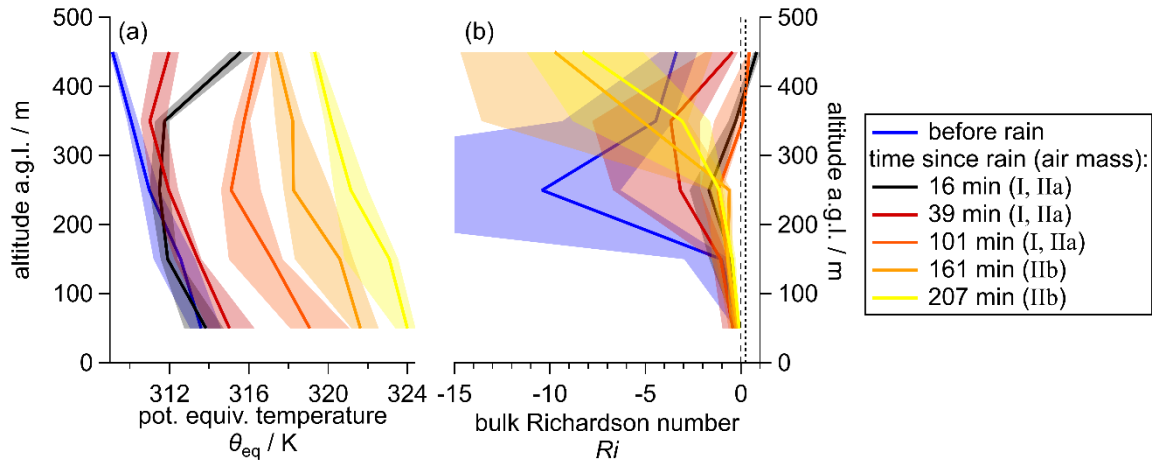 (a)
500
400
300
200
100
0
altitude a.g.l. / m
312
316
320
324
pot. equiv. temperature
θeq / K
(b)
-15
-10
-5
0
bulk Richardson number
Ri
500
400
300
200
100
0
altitude a.g.l. / m
before rain
time since rain (air mass):
16 min (I, IIa)
39 min (I, IIa)
101 min (I, IIa)
161 min (IIb)
207 min (IIb)